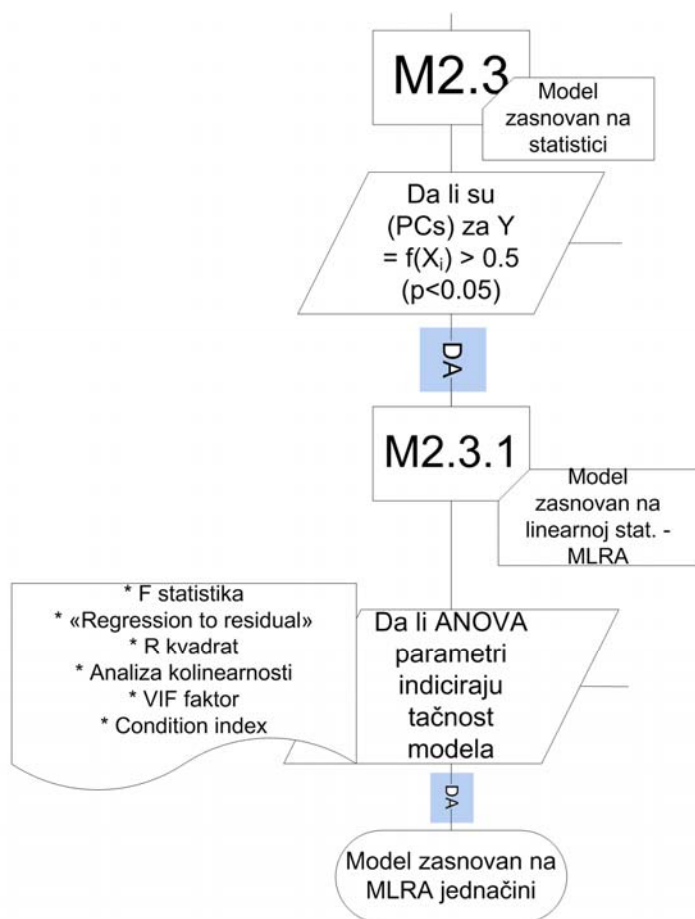 M2.3
Model
zasnovan na
statistici
Da li su
(PCs) za Y
= f(Xᵢ) > 0.5
(p<0.05)
DA
M2.3.1
Model
zasnovan na
linearnoj stat. -
MLRA
* F statistika
* «Regression to residual»
* R kvadrat
* Analiza kolinearnosti
* VIF faktor
* Condition index
Da li ANOVA
parametri
indiciraju
tačnost
modela
DA
Model zasnovan na
MLRA jednačini